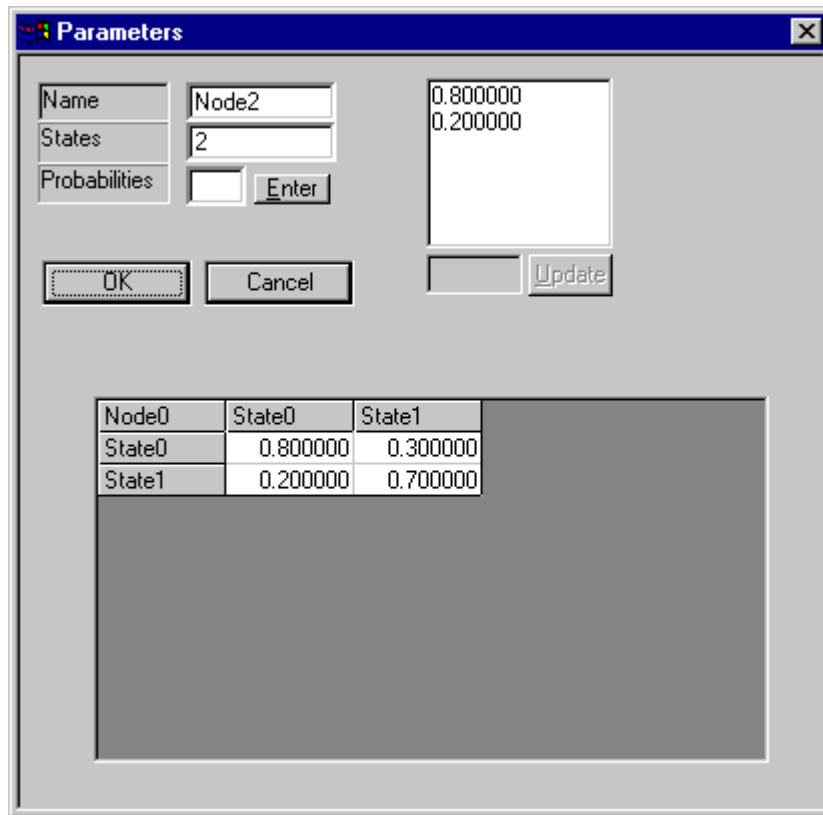 Parameters
Name Node2
States 2
Probabilities Enter
0.800000
0.200000
OK Cancel
Update
Node0 State0 State1
State0 0.800000 0.300000
State1 0.200000 0.700000